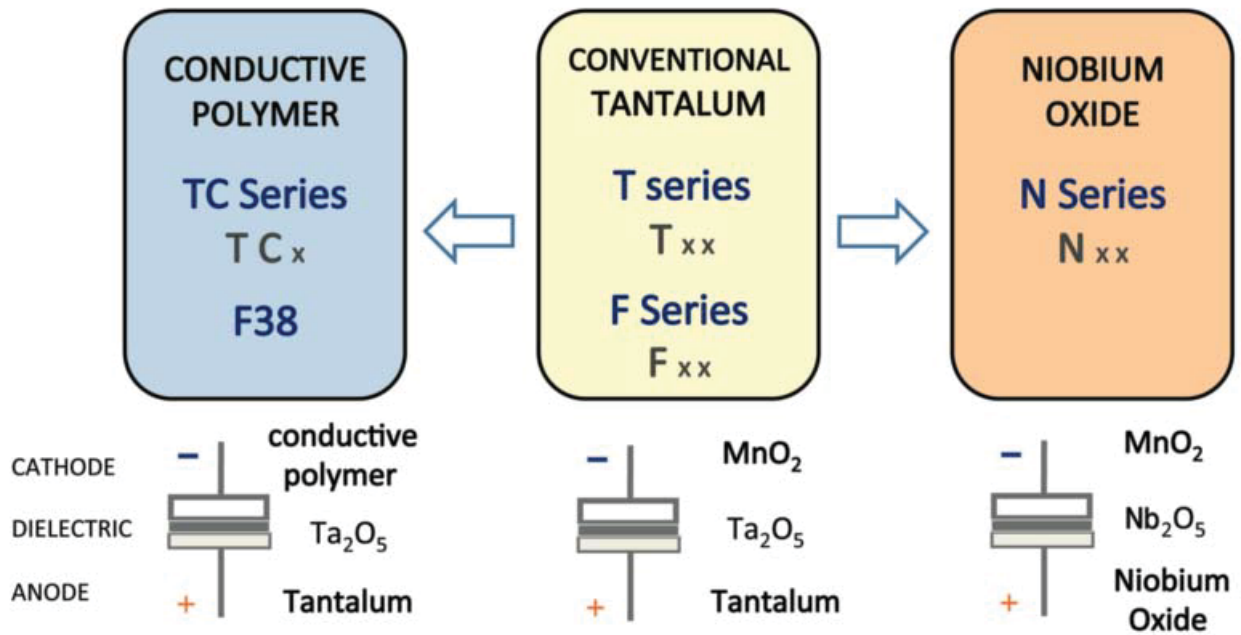 CONDUCTIVE
POLYMER
TC Series
T C x
F38
CONVENTIONAL
TANTALUM
T series
T x x
F Series
F x x
NIOBIUM
OXIDE
N Series
N x x
CATHODE
DIELECTRIC
ANODE
−
conductive
polymer
Ta₂O₅
+
Tantalum
−
MnO₂
Ta₂O₅
+
Tantalum
−
MnO₂
Nb₂O₅
+
Niobium
Oxide